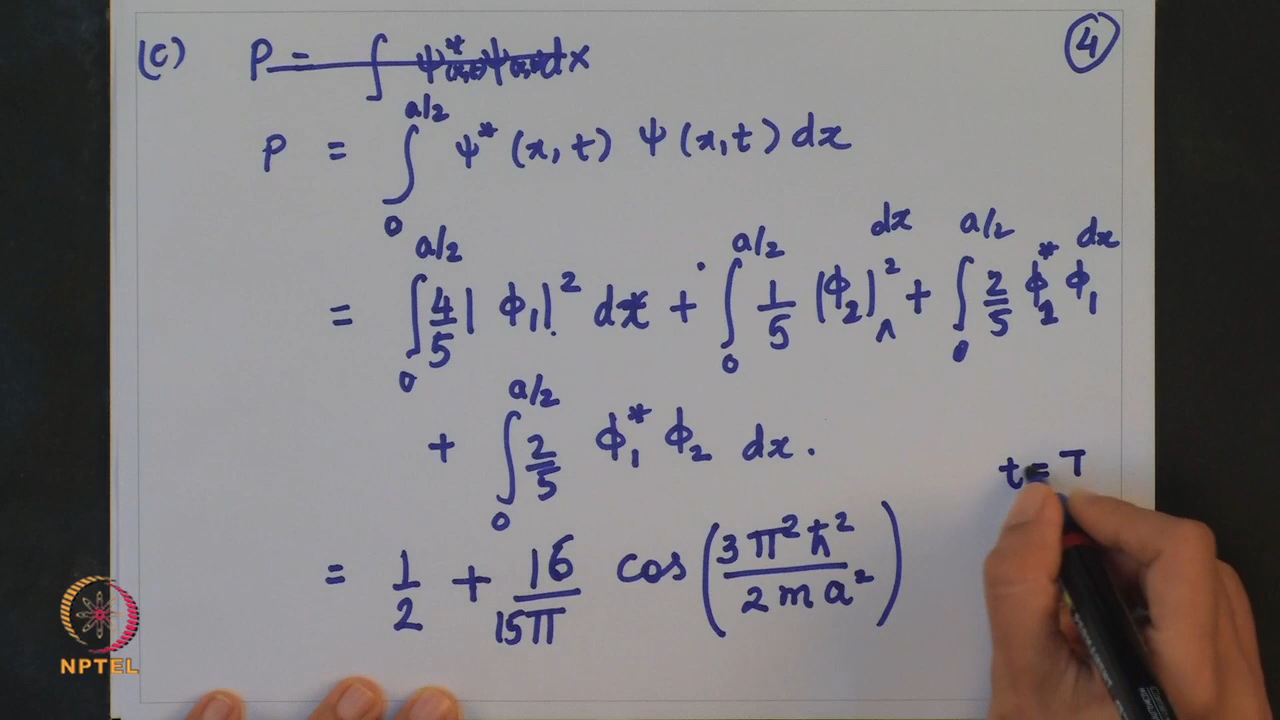 (c) P = ∫ ψ*(x,t) ψ(x,t) dx
④
P = ∫₀^{a/2} ψ*(x, t) ψ(x, t) dx
= ∫₀^{a/2} 4/5 |ϕ₁|² dx + ∫₀^{a/2} 1/5 |ϕ₂|² dx + ∫₀^{a/2} 2/5 ϕ₂* ϕ₁ dx
+ ∫₀^{a/2} 2/5 ϕ₁* ϕ₂ dx.
t = T
= 1/2 + 16/15π cos(3π²ħ²/2ma²)
NPTEL